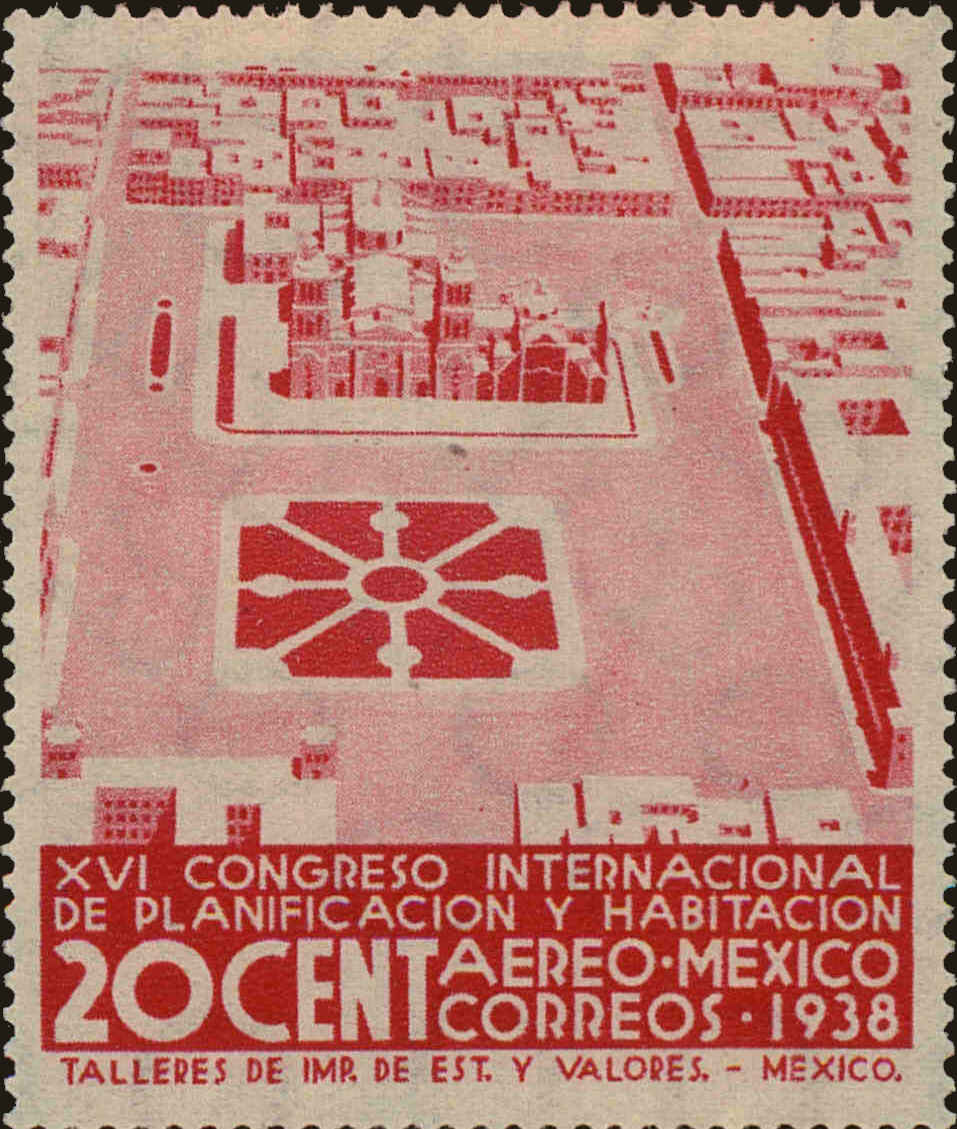 XVI CONGRESO INTERNACIONAL
DE PLANIFICACION Y HABITACION
20CENT AEREO·MEXICO
CORREOS·1938
TALLERES DE IMP. DE EST. Y VALORES. - MEXICO.